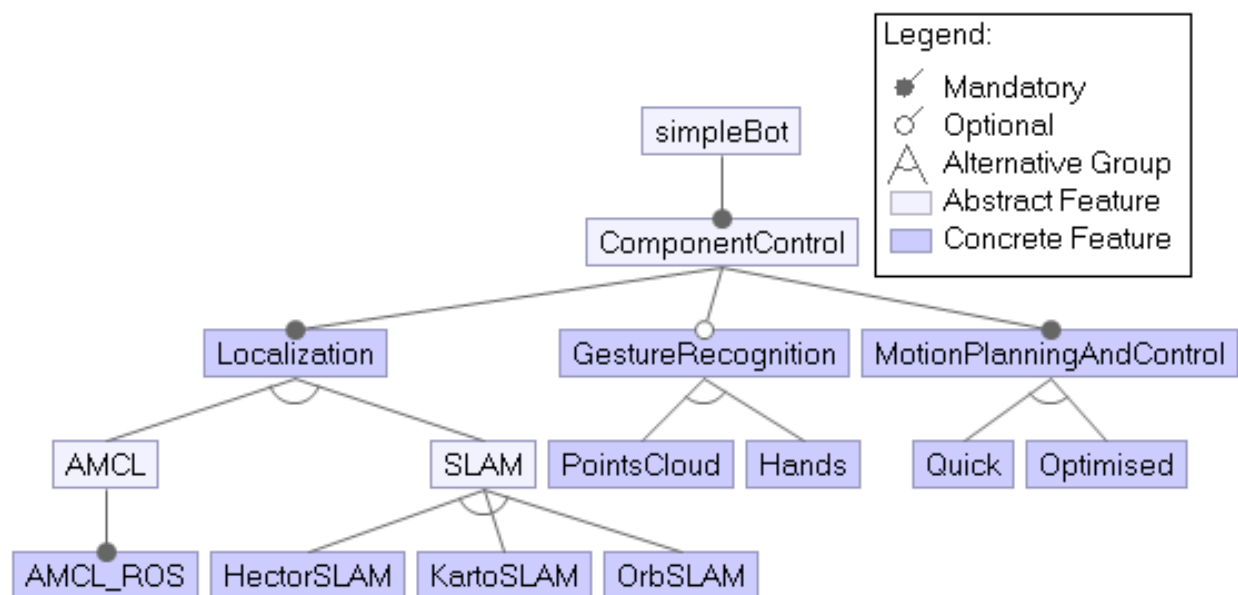 Legend:
Mandatory
Optional
Alternative Group
Abstract Feature
Concrete Feature
simpleBot
ComponentControl
Localization
GestureRecognition
MotionPlanningAndControl
AMCL
SLAM
PointsCloud
Hands
Quick
Optimised
AMCL_ROS
HectorSLAM
KartoSLAM
OrbSLAM